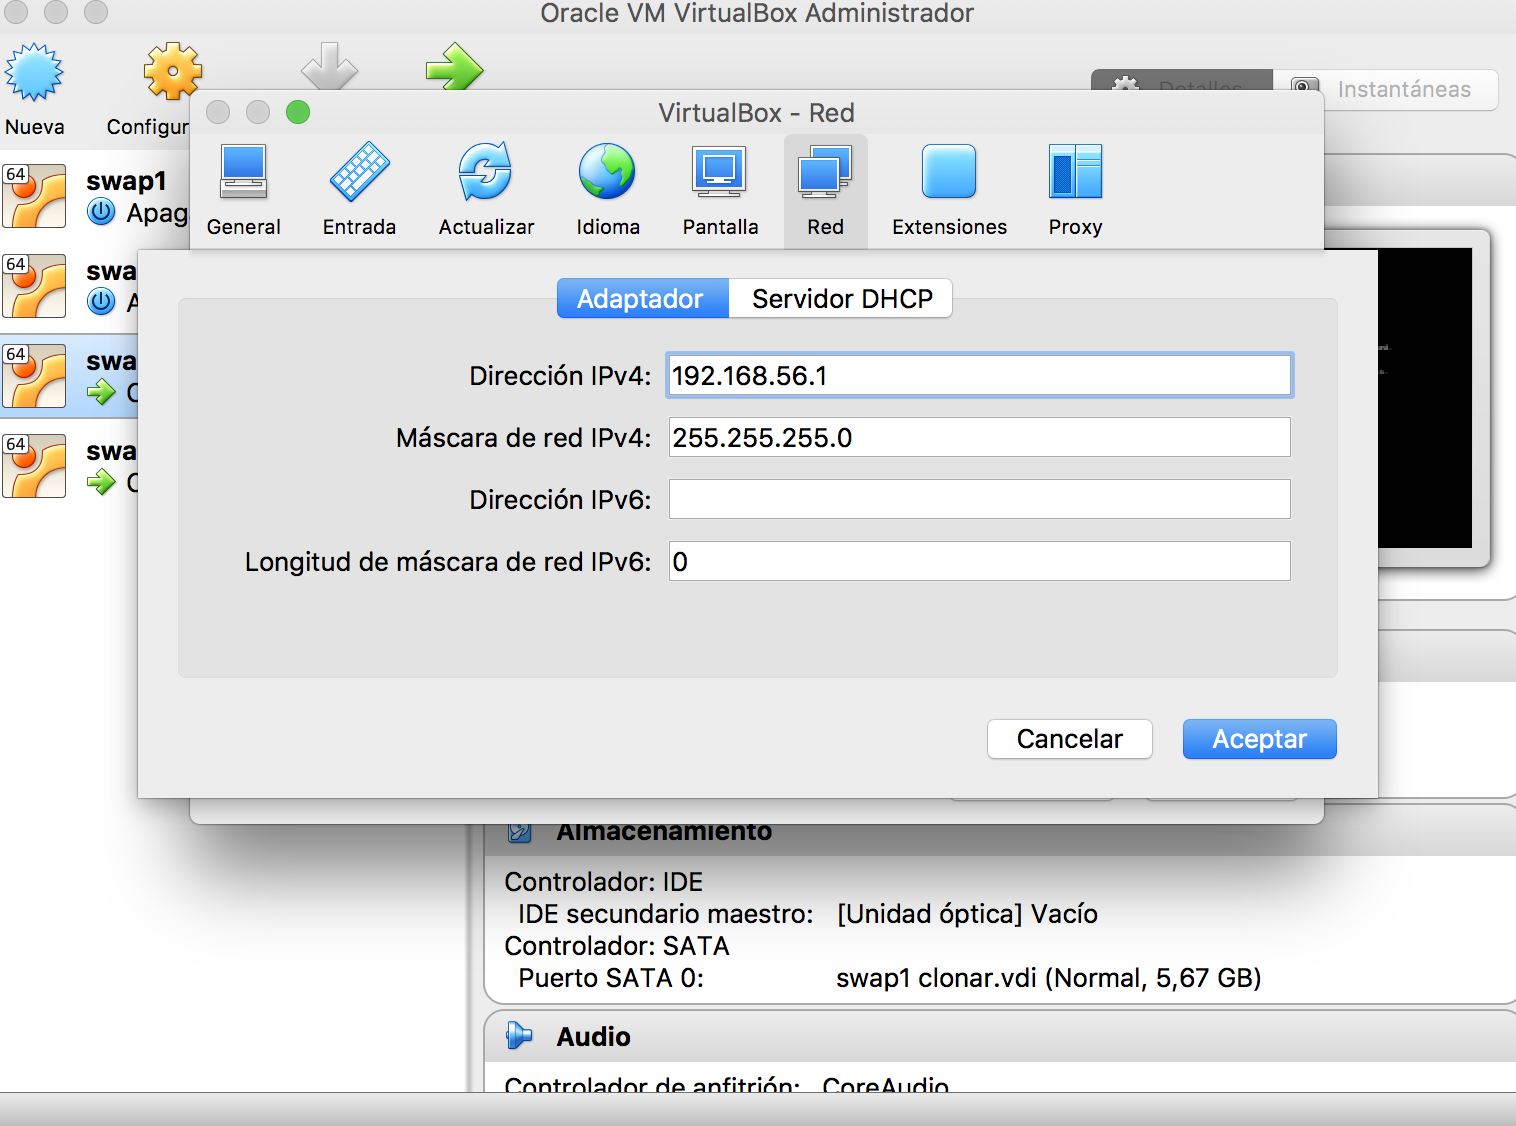 Oracle VM VirtualBox Administrador
Nueva
Configur
Detalles
Instantáneas
VirtualBox - Red
General
Entrada
Actualizar
Idioma
Pantalla
Red
Extensiones
Proxy
64
swap1
Apag
64
swa
A
64
swa
C
64
swa
C
Adaptador
Servidor DHCP
Dirección IPv4: 192.168.56.1
Máscara de red IPv4: 255.255.255.0
Dirección IPv6:
Longitud de máscara de red IPv6: 0
Cancelar
Aceptar
Almacenamiento
Controlador: IDE
IDE secundario maestro: [Unidad óptica] Vacío
Controlador: SATA
Puerto SATA 0: swap1 clonar.vdi (Normal, 5,67 GB)
Audio
Controlador de anfitrión: CoreAudio